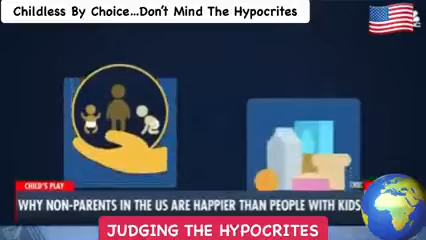 Childless By Choice...Don't Mind The Hypocrites
CHILD'S PLAY
WHY NON-PARENTS IN THE US ARE HAPPIER THAN PEOPLE WITH KIDS
JUDGING THE HYPOCRITES